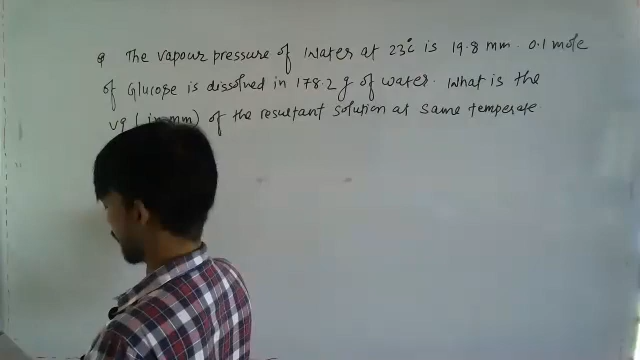 Q The vapour pressure of Water at 23°C is 19.8 mm. 0.1 mole
of Glucose is dissolved in 178.2 g of water. What is the
(in mm) of the resultant solution at same temperate